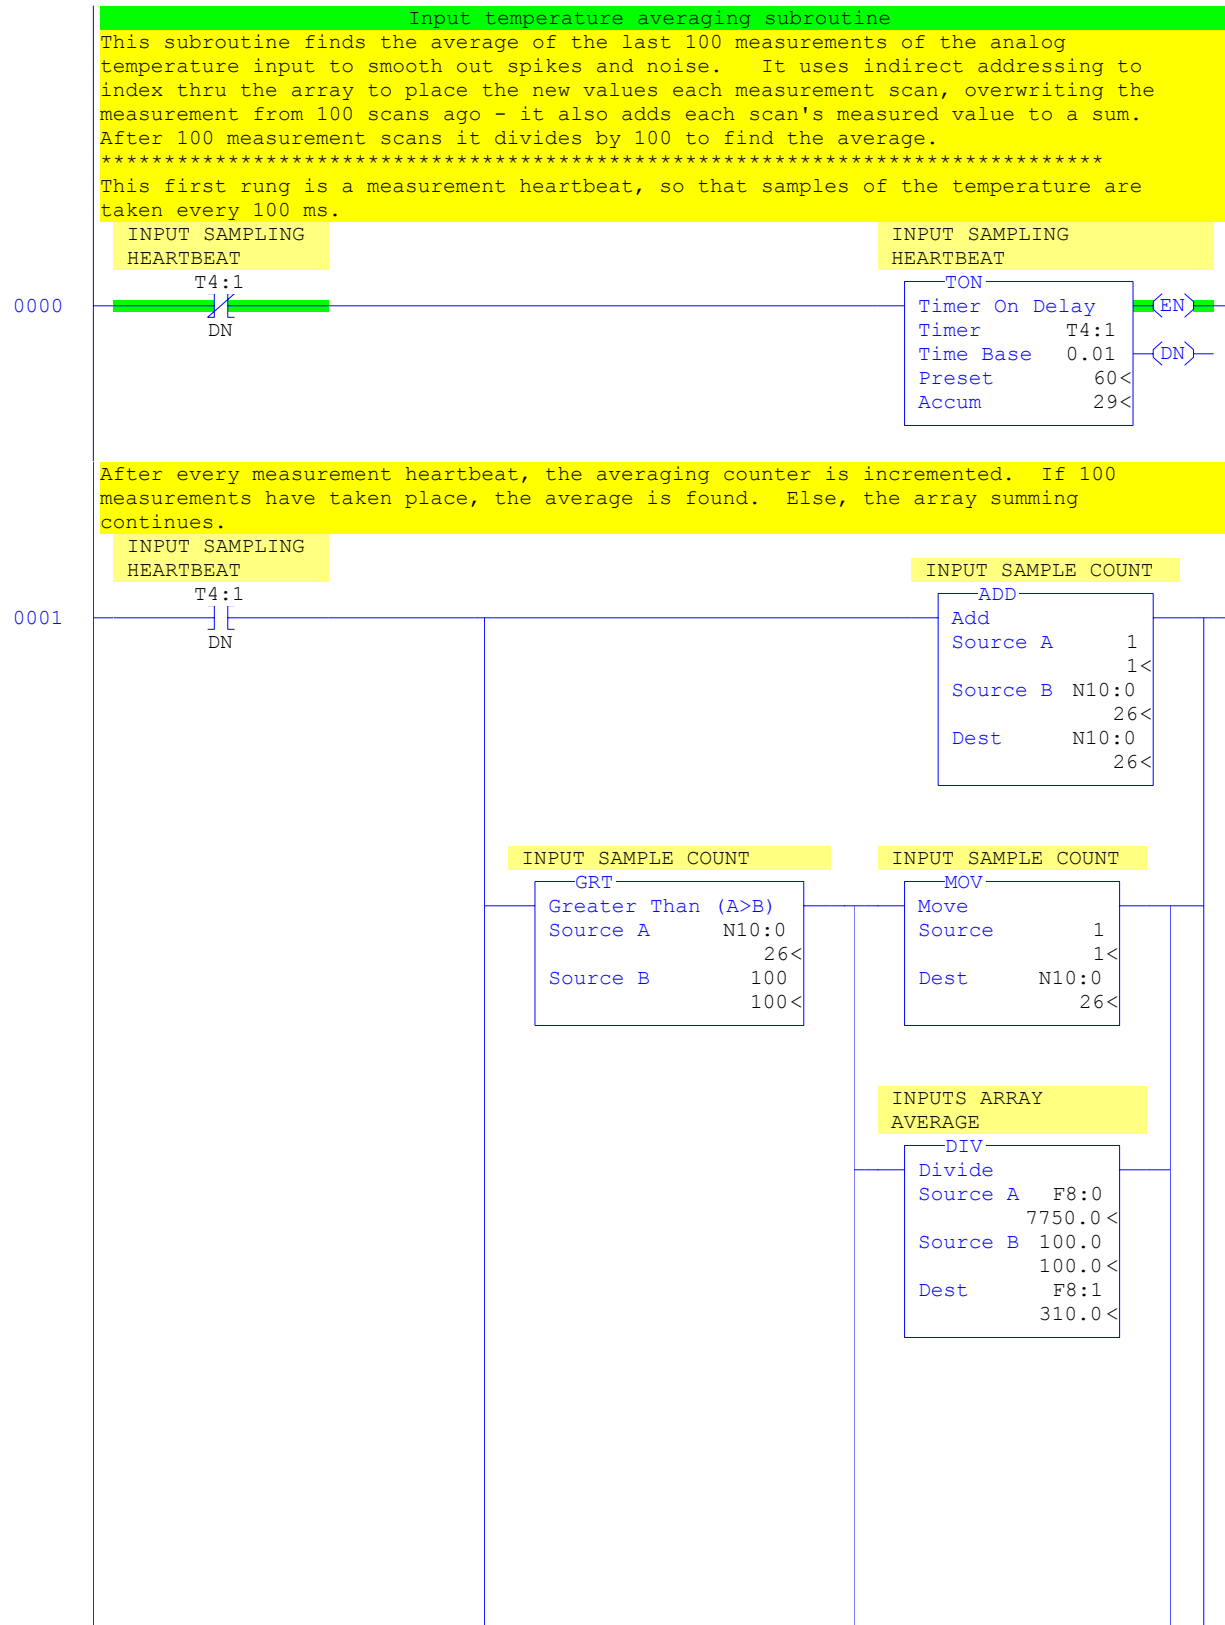 Input temperature averaging subroutine
This subroutine finds the average of the last 100 measurements of the analog
temperature input to smooth out spikes and noise.   It uses indirect addressing to
index thru the array to place the new values each measurement scan, overwriting the
measurement from 100 scans ago - it also adds each scan's measured value to a sum.
After 100 measurement scans it divides by 100 to find the average.
*******************************************************************************
This first rung is a measurement heartbeat, so that samples of the temperature are
taken every 100 ms.
INPUT SAMPLING
HEARTBEAT
T4:1
DN
0000
INPUT SAMPLING
HEARTBEAT
TON
Timer On Delay
Timer T4:1
Time Base 0.01
Preset 60<
Accum 29<
EN
DN
After every measurement heartbeat, the averaging counter is incremented.  If 100
measurements have taken place, the average is found.  Else, the array summing
continues.
INPUT SAMPLING
HEARTBEAT
T4:1
DN
0001
INPUT SAMPLE COUNT
ADD
Add
Source A 1
1<
Source B N10:0
26<
Dest N10:0
26<
INPUT SAMPLE COUNT
GRT
Greater Than (A>B)
Source A N10:0
26<
Source B 100
100<
INPUT SAMPLE COUNT
MOV
Move
Source 1
1<
Dest N10:0
26<
INPUTS ARRAY
AVERAGE
DIV
Divide
Source A F8:0
7750.0<
Source B 100.0
100.0<
Dest F8:1
310.0<